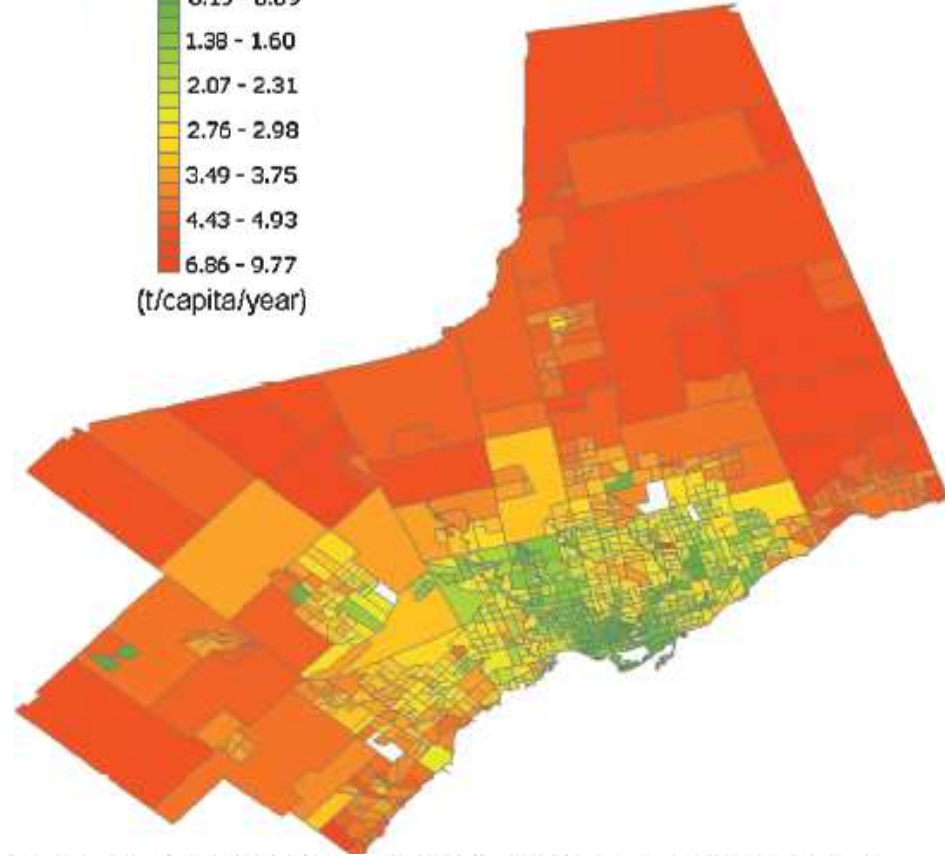 1.38 - 1.60
2.07 - 2.31
2.76 - 2.98
3.49 - 3.75
4.43 - 4.93
6.86 - 9.77
(t/capita/year)